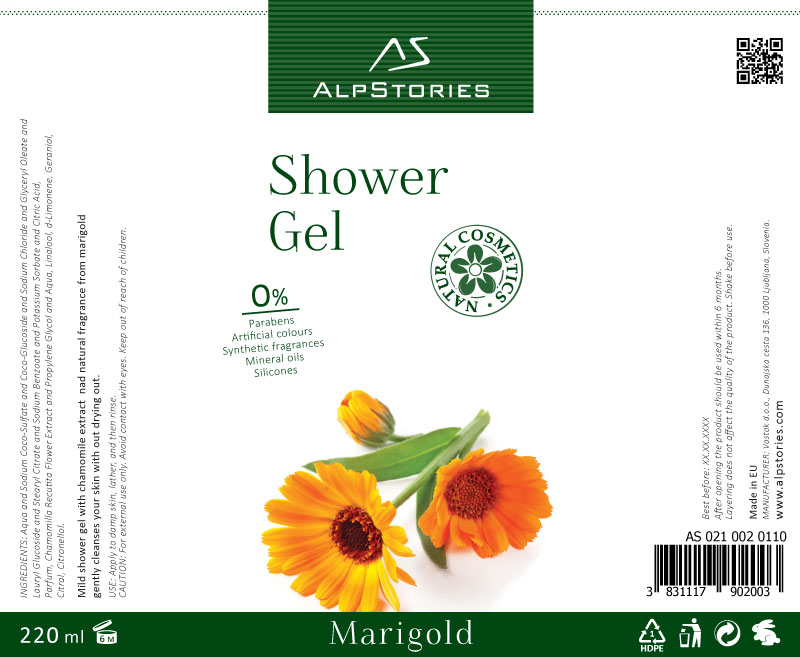 AS
ALPSTORIES
Shower
Gel
NATURAL COSMETICS
0%
Parabens
Artificial colours
Synthetic fragrances
Mineral oils
Silicones
INGREDIENTS: Aqua and Sodium Coco-Sulfate and Coco-Glucoside and Sodium Chloride and Glyceryl Oleate and
Lauryl Glucoside and Stearyl Citrate and Sodium Benzoate and Potassium Sorbate and Citric Acid,
Parfum, Chamomilla Recutta Flower Extract and Propylene Glycol and Aqua, Linalool, d-Limonene, Geraniol,
Citral, Citronellol.
Mild shower gel with chamomile extract nad natural fragrance from marigold
gently cleanses your skin with out drying out.
USE: Apply to damp skin, lather, and then rinse.
CAUTION: For external use only. Avoid contact with eyes. Keep out of reach of children.
Best before: XX.XX.XXXX
After opening the product should be used within 6 months.
Layering does not affect the quality of the product. Shake before use.
Made in EU
MANUFACTURER: Vostok d.o.o., Dunajska cesta 136, 1000 Ljubljana, Slovenia.
www.alpstories.com
AS 021 002 0110
3 831117 902003
220 ml
6 M
Marigold
1
HDPE